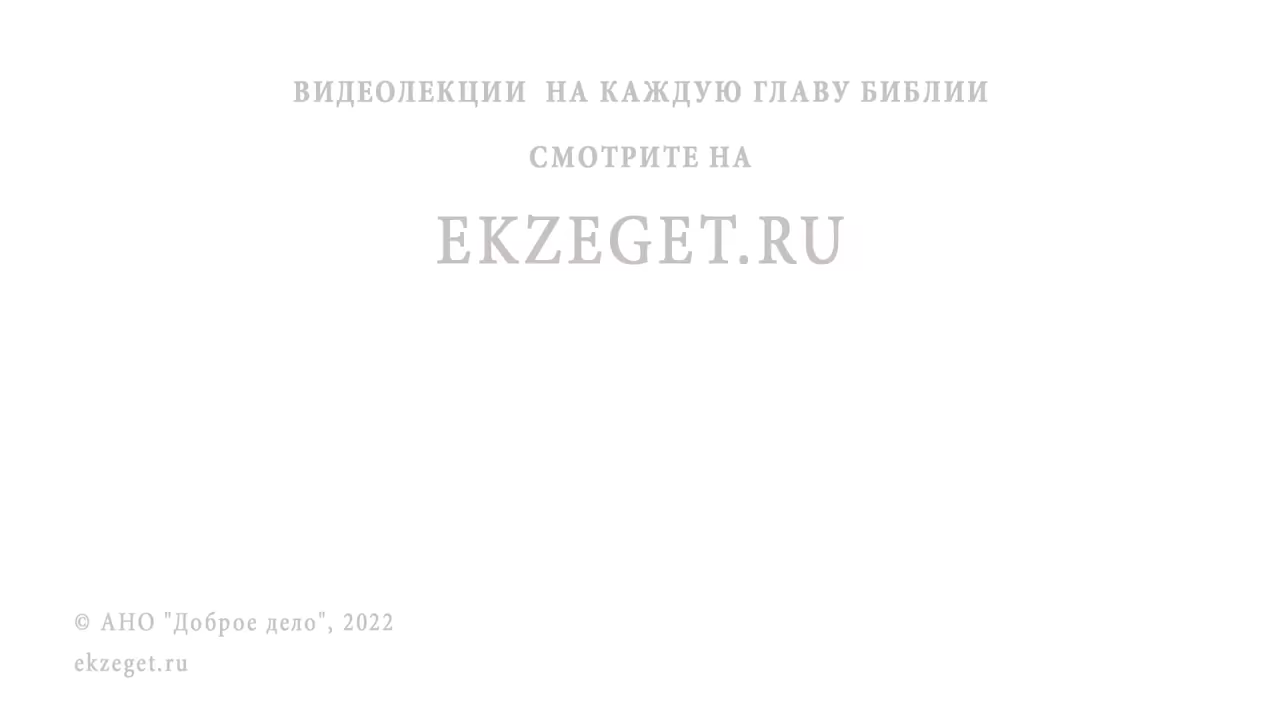 ВИДЕОЛЕКЦИИ НА КАЖДУЮ ГЛАВУ БИБЛИИ
СМОТРИТЕ НА
EKZEGET.RU
© АНО "Доброе дело", 2022
ekzeget.ru